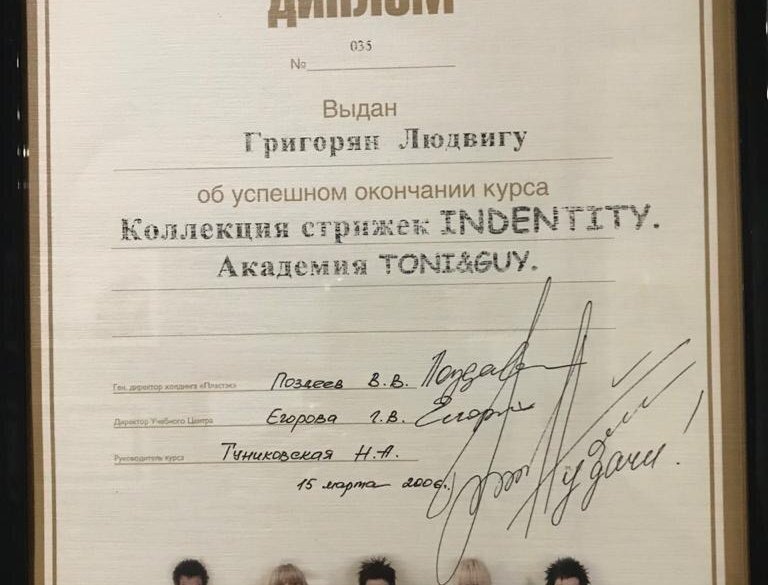 ДИПЛОМ
№ 035
Выдан
Григорян Людвигу
об успешном окончании курса
Коллекция стрижек INDENTITY.
Академия TONI&GUY.
Ген. директор холдинга «Пластэк» Поздеев В.В.
Директор Учебного Центра Егорова Г.В.
Руководитель курса Туниковская Н.А.
15 марта 2006г.
удачи!